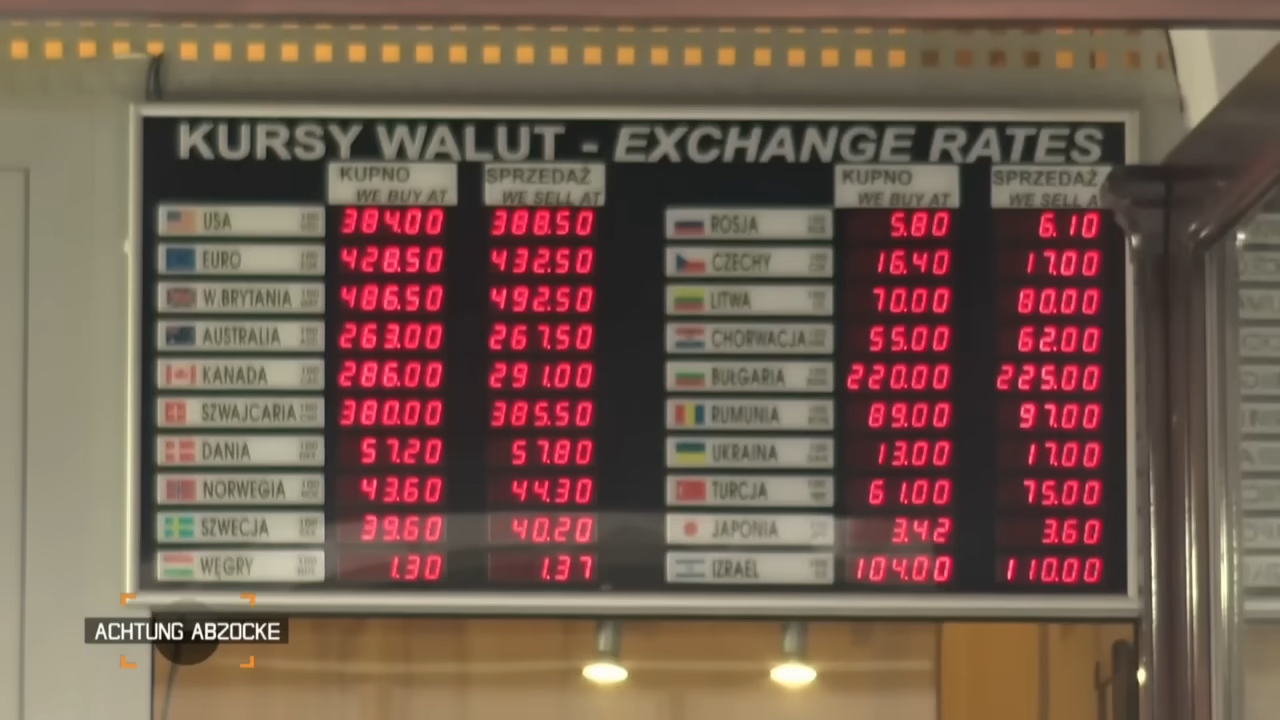 KURSY WALUT - EXCHANGE RATES
KUPNO SPRZEDAŻ KUPNO SPRZEDAŻ
WE BUY AT WE SELL AT WE BUY AT WE SELL A
USA 384.00 388.50 ROSJA 5.80 6.10
EURO 428.50 432.50 CZECHY 16.40 17.00
W.BRYTANIA 486.50 492.50 LITWA 70.00 80.00
AUSTRALIA 263.00 267.50 CHORWACJA 55.00 62.00
KANADA 286.00 291.00 BUŁGARIA 220.00 225.00
SZWAJCARIA 380.00 385.50 RUMUNIA 89.00 97.00
DANIA 57.20 57.80 UKRAINA 13.00 17.00
NORWEGIA 43.60 44.30 TURCJA 61.00 75.00
SZWECJA 39.60 40.20 JAPONIA 3.42 3.60
WĘGRY 1.30 1.37 IZRAEL 104.00 110.00
ACHTUNG ABZOCKE